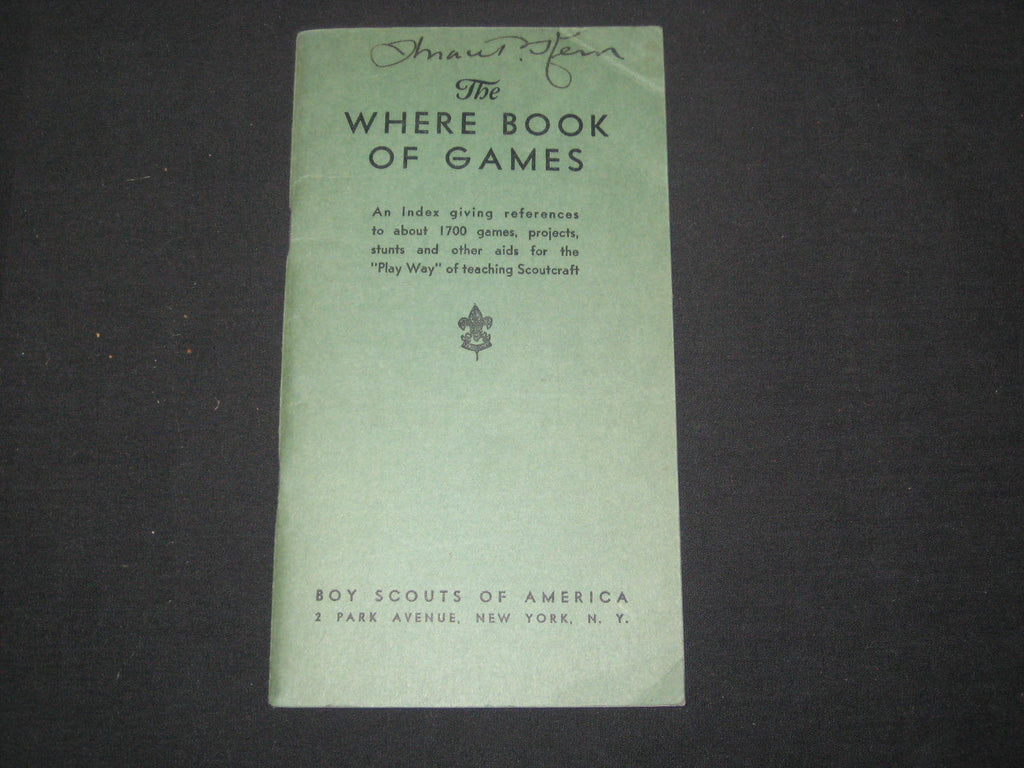 The
WHERE BOOK
OF GAMES
An Index giving references
to about 1700 games, projects,
stunts and other aids for the
"Play Way" of teaching Scoutcraft
BOY SCOUTS OF AMERICA
2 PARK AVENUE, NEW YORK, N. Y.